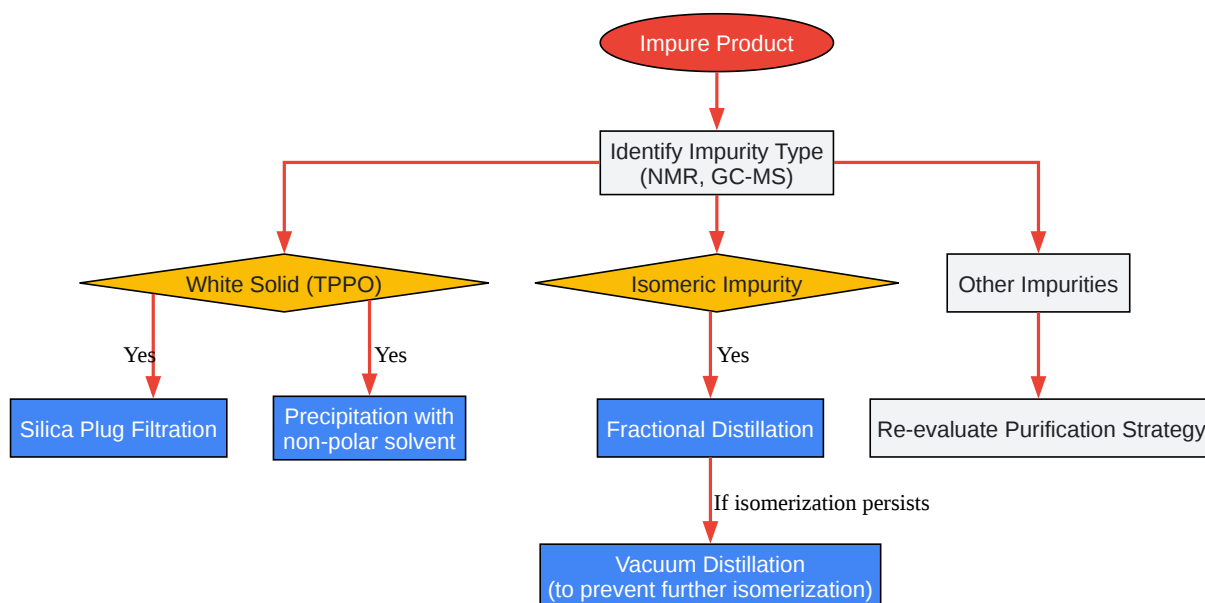 Impure Product
Identify Impurity Type
(NMR, GC-MS)
White Solid (TPPO)
Isomeric Impurity
Other Impurities
Yes
Yes
Yes
Silica Plug Filtration
Precipitation with
non-polar solvent
Fractional Distillation
Re-evaluate Purification Strategy
If isomerization persists
Vacuum Distillation
(to prevent further isomerization)